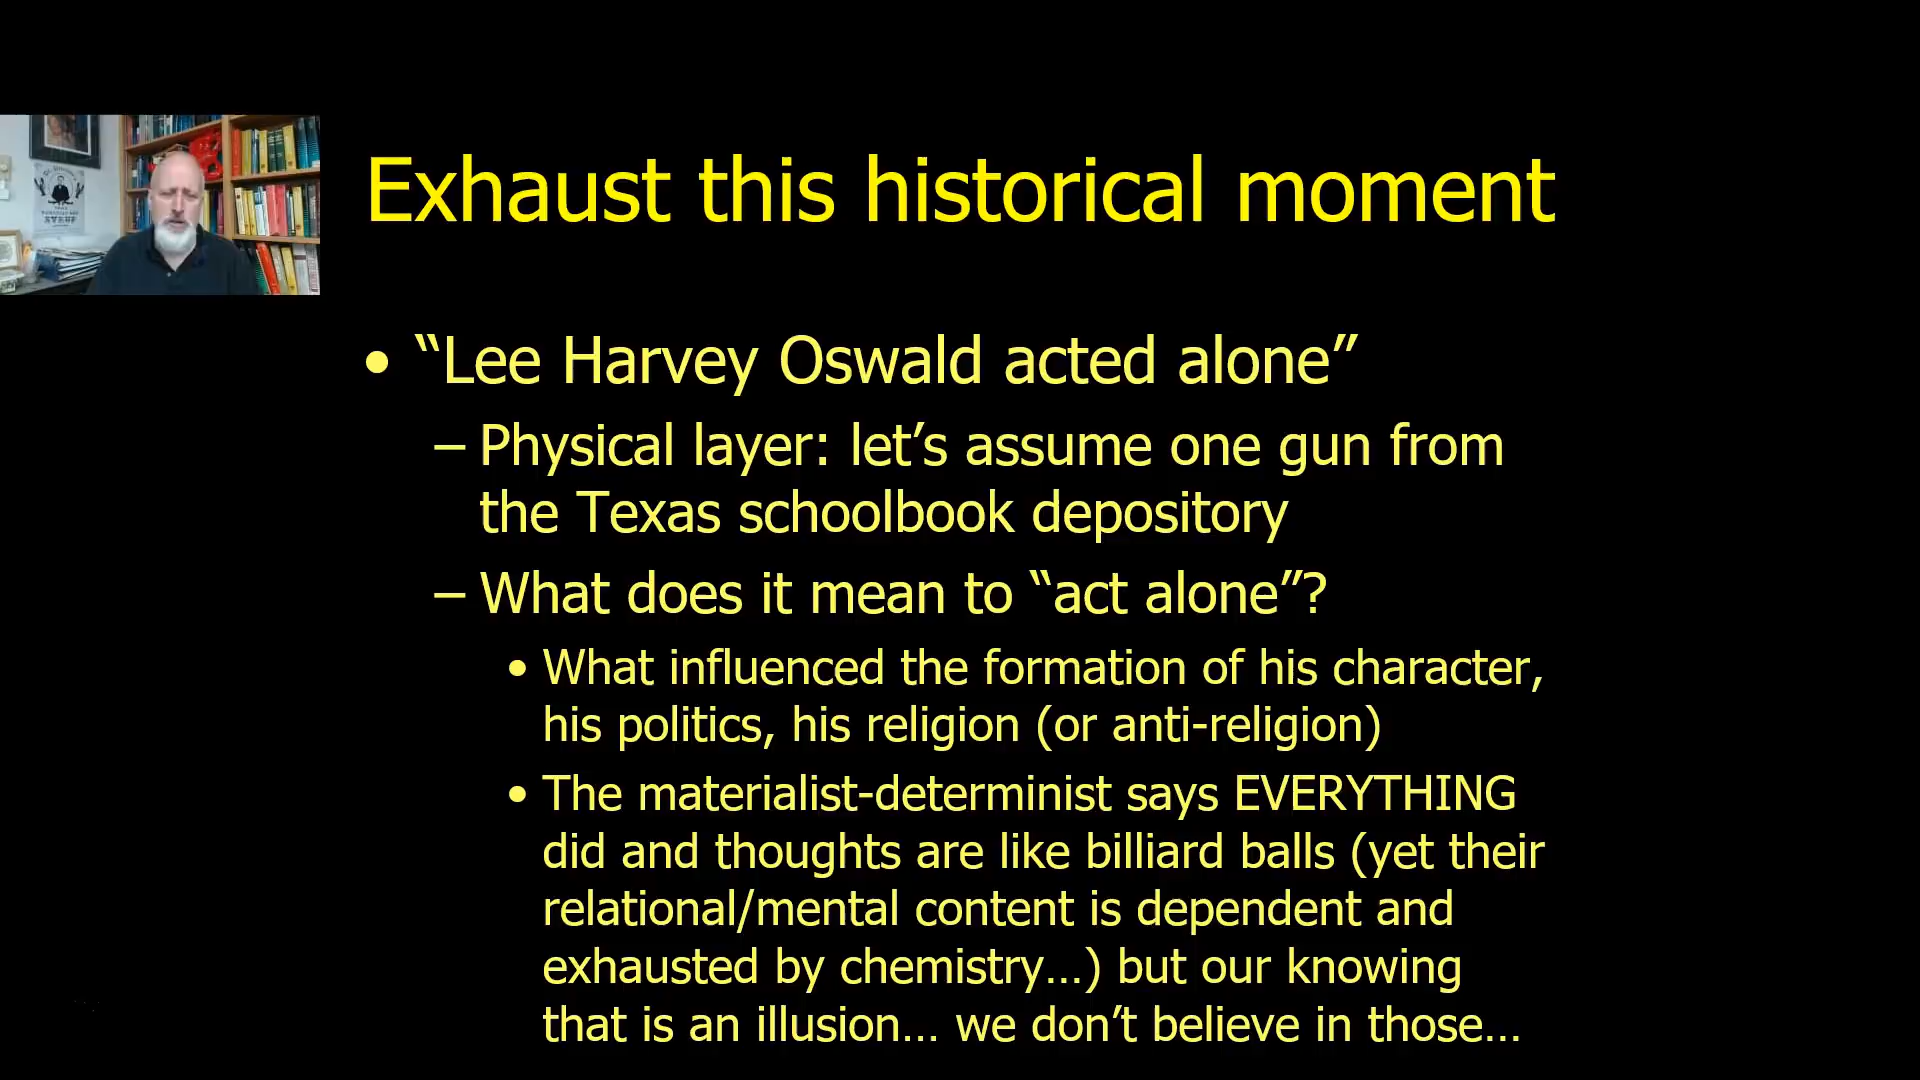 Exhaust this historical moment
• “Lee Harvey Oswald acted alone”
– Physical layer: let’s assume one gun from
the Texas schoolbook depository
– What does it mean to “act alone”?
• What influenced the formation of his character,
his politics, his religion (or anti-religion)
• The materialist-determinist says EVERYTHING
did and thoughts are like billiard balls (yet their
relational/mental content is dependent and
exhausted by chemistry…) but our knowing
that is an illusion… we don’t believe in those…